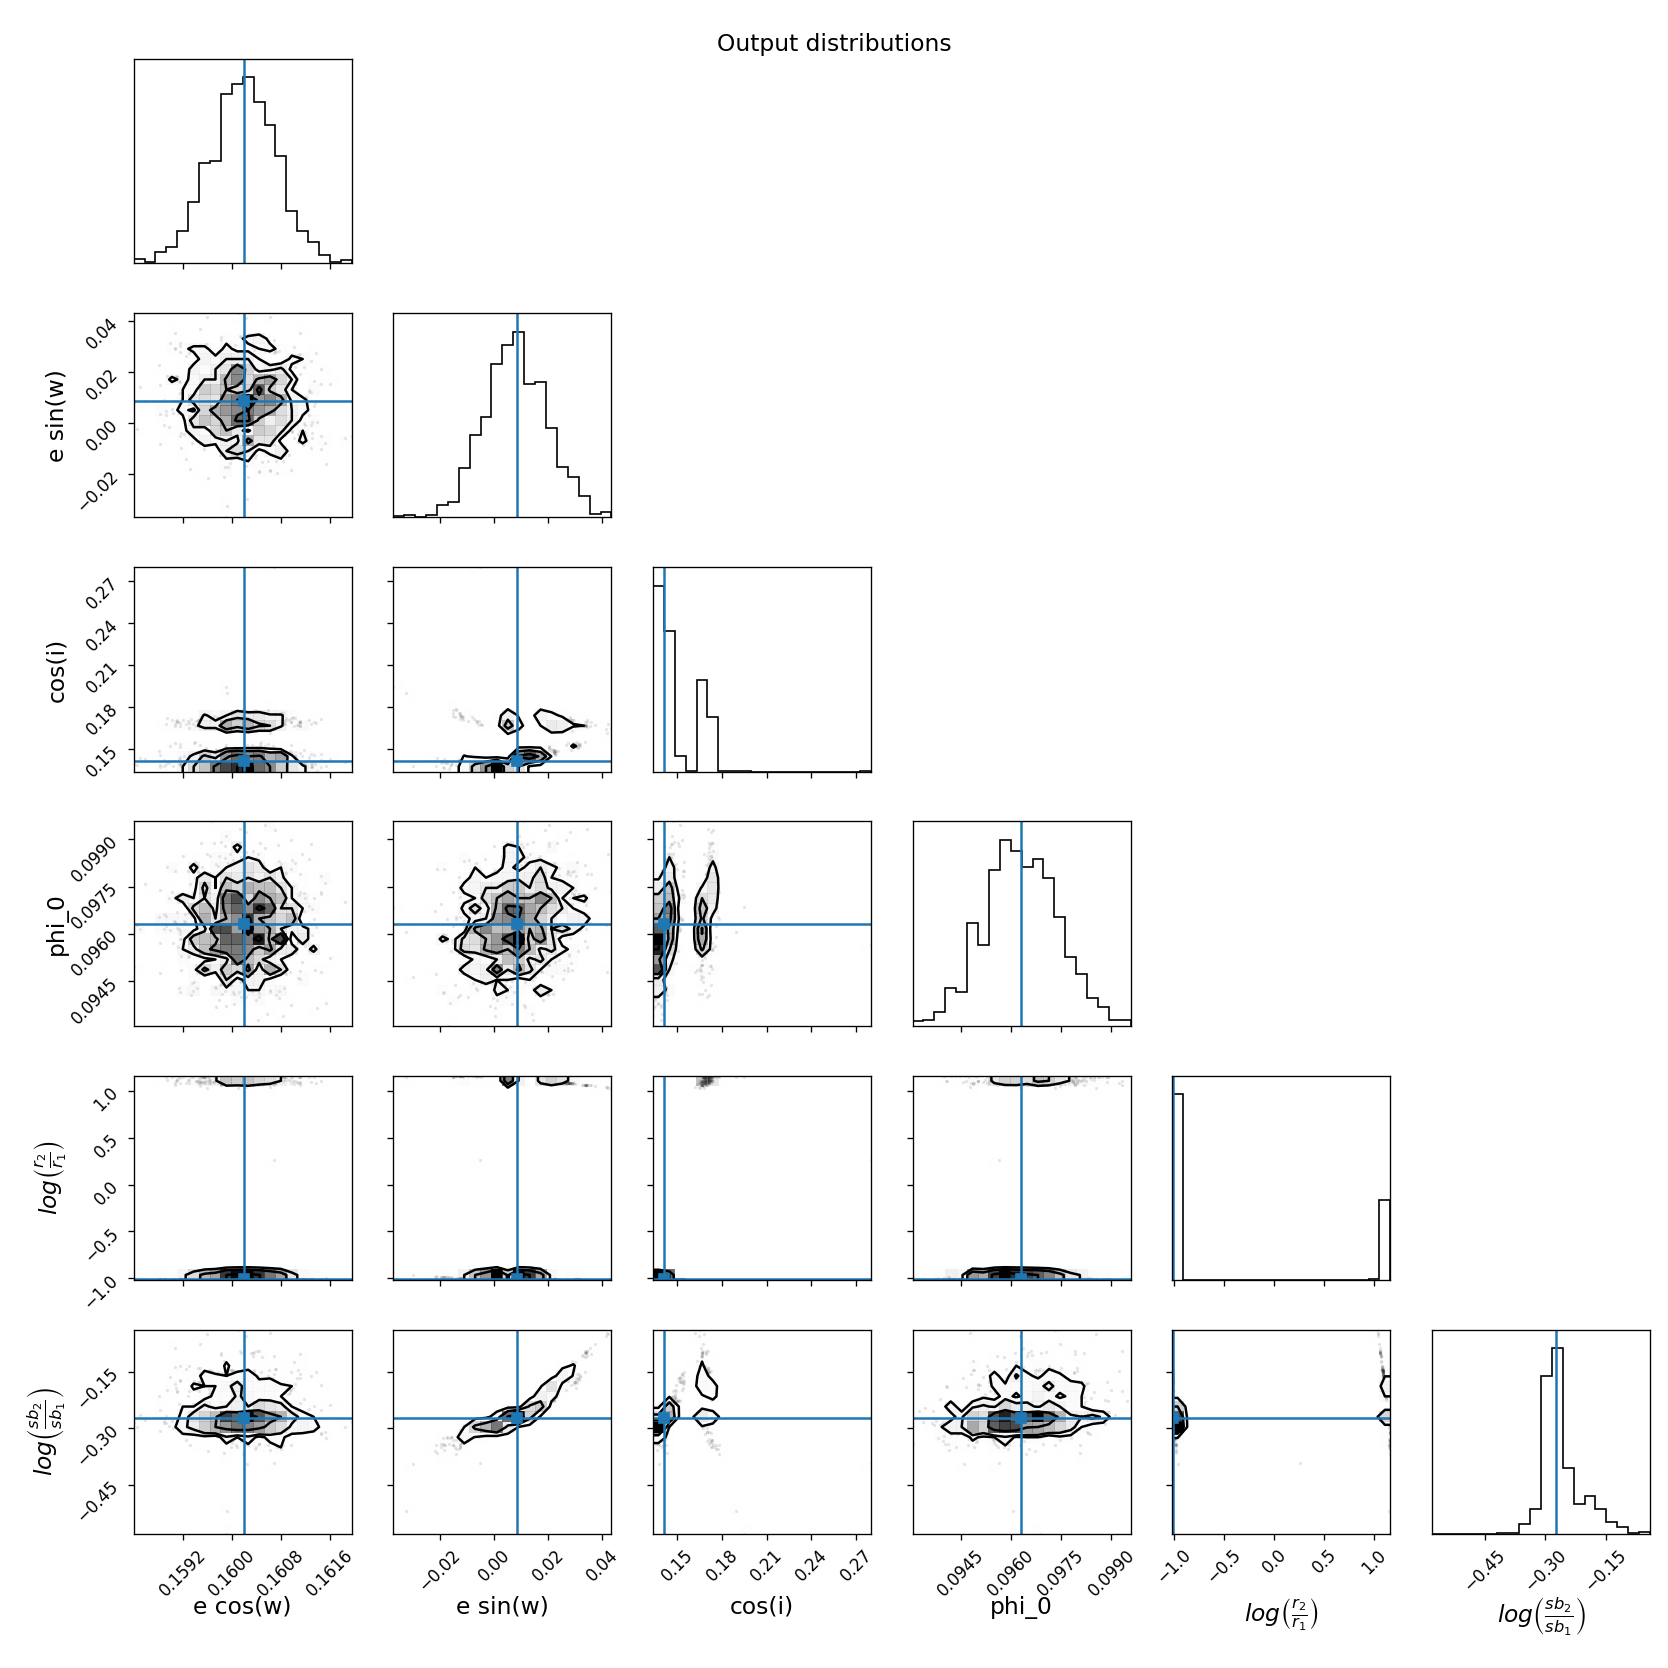 Output distributions
e sin(w)
0.04
0.02
0.00
−0.02
cos(i)
0.27
0.24
0.21
0.18
0.15
phi_0
0.0990
0.0975
0.0960
0.0945
log(r2/r1)
1.0
0.5
0.0
−0.5
−1.0
log(sb2/sb1)
−0.15
−0.30
−0.45
0.1592 0.1600 0.1608 0.1616
e cos(w)
−0.02 0.00 0.02 0.04
e sin(w)
0.15 0.18 0.21 0.24 0.27
cos(i)
0.0945 0.0960 0.0975 0.0990
phi_0
−1.0 −0.5 0.0 0.5 1.0
log(r2/r1)
−0.45 −0.30 −0.15
log(sb2/sb1)